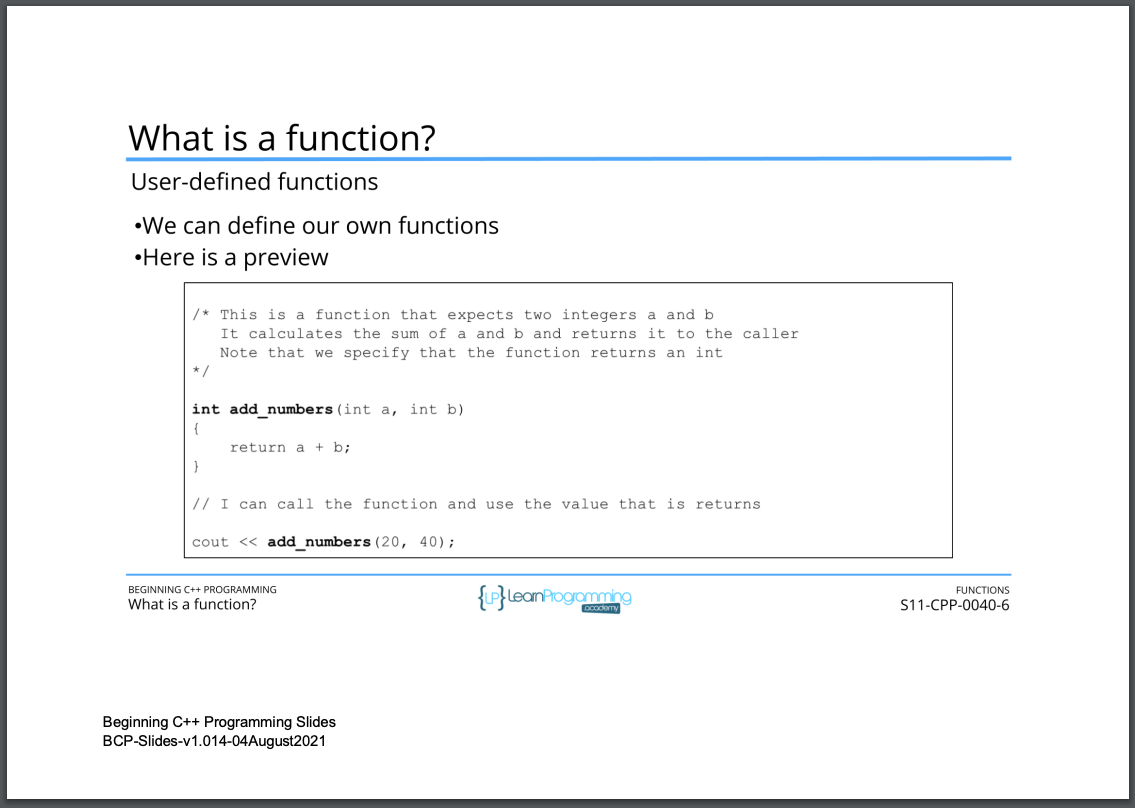 What is a function?
User-defined functions
•We can define our own functions
•Here is a preview
/* This is a function that expects two integers a and b
   It calculates the sum of a and b and returns it to the caller
   Note that we specify that the function returns an int
*/
int add_numbers(int a, int b)
{
    return a + b;
}
// I can call the function and use the value that is returns
cout << add_numbers(20, 40);
BEGINNING C++ PROGRAMMING
What is a function?
{LP} LearnProgramming
academy
FUNCTIONS
S11-CPP-0040-6
Beginning C++ Programming Slides
BCP-Slides-v1.014-04August2021